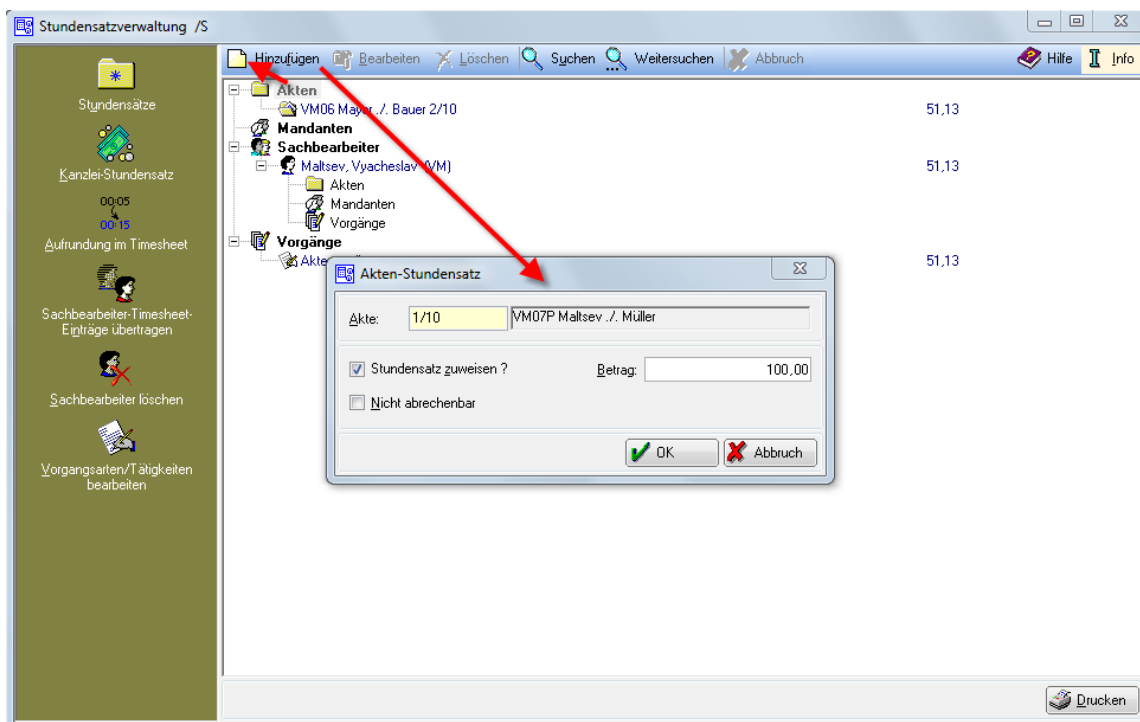 Stundensatzverwaltung /S
Hinzufügen Bearbeiten Löschen Suchen Weitersuchen Abbruch Hilfe Info
Stundensätze
Kanzlei-Stundensatz
00:05
00:15
Aufrundung im Timesheet
Sachbearbeiter-Timesheet-
Einträge übertragen
Sachbearbeiter löschen
Vorgangsarten/Tätigkeiten
bearbeiten
Akten
VM06 Mayer ./. Bauer 2/10 51,13
Mandanten
Sachbearbeiter
Maltsev, Vyacheslav (VM) 51,13
Akten
Mandanten
Vorgänge
Vorgänge
51,13
Akten-Stundensatz
Akte: 1/10 VM07P Maltsev ./. Müller
Stundensatz zuweisen ? Betrag: 100,00
Nicht abrechenbar
OK Abbruch
Drucken